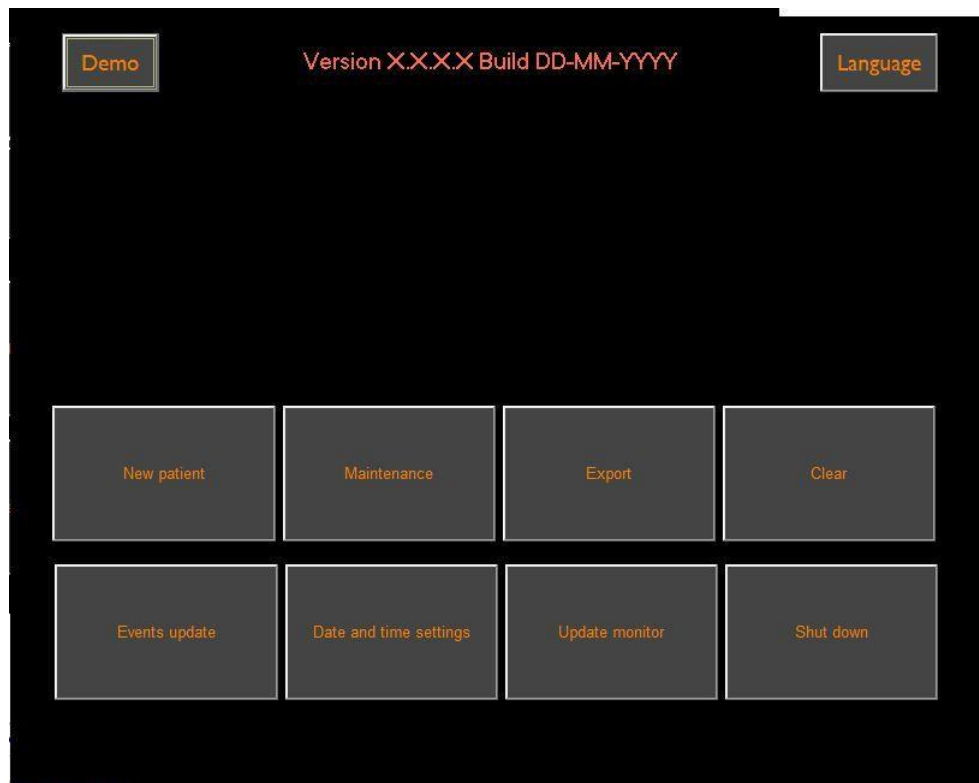 Demo
Version X.X.X.X Build DD-MM-YYYY
Language
New patient
Maintenance
Export
Clear
Events update
Date and time settings
Update monitor
Shut down